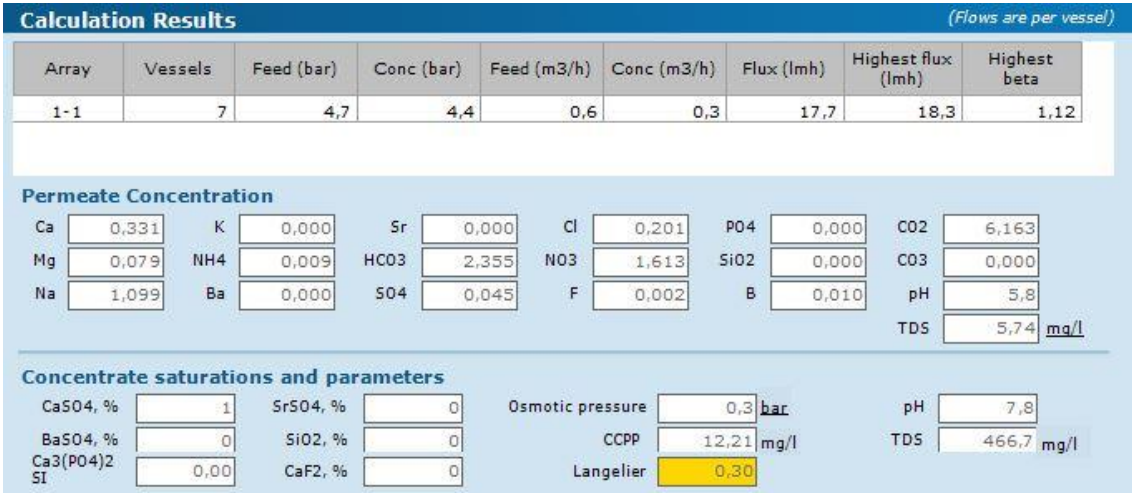 Calculation Results (Flows are per vessel)
Array Vessels Feed (bar) Conc (bar) Feed (m3/h) Conc (m3/h) Flux (lmh) Highest flux (lmh) Highest beta
1-1 7 4,7 4,4 0,6 0,3 17,7 18,3 1,12
Permeate Concentration
Ca 0,331 K 0,000 Sr 0,000 Cl 0,201 PO4 0,000 CO2 6,163
Mg 0,079 NH4 0,009 HCO3 2,355 NO3 1,613 SiO2 0,000 CO3 0,000
Na 1,099 Ba 0,000 SO4 0,045 F 0,002 B 0,010 pH 5,8
TDS 5,74 mg/l
Concentrate saturations and parameters
CaSO4, % 1 SrSO4, % 0 Osmotic pressure 0,3 bar pH 7,8
BaSO4, % 0 SiO2, % 0 CCPP 12,21 mg/l TDS 466,7 mg/l
Ca3(PO4)2 SI 0,00 CaF2, % 0 Langelier 0,30